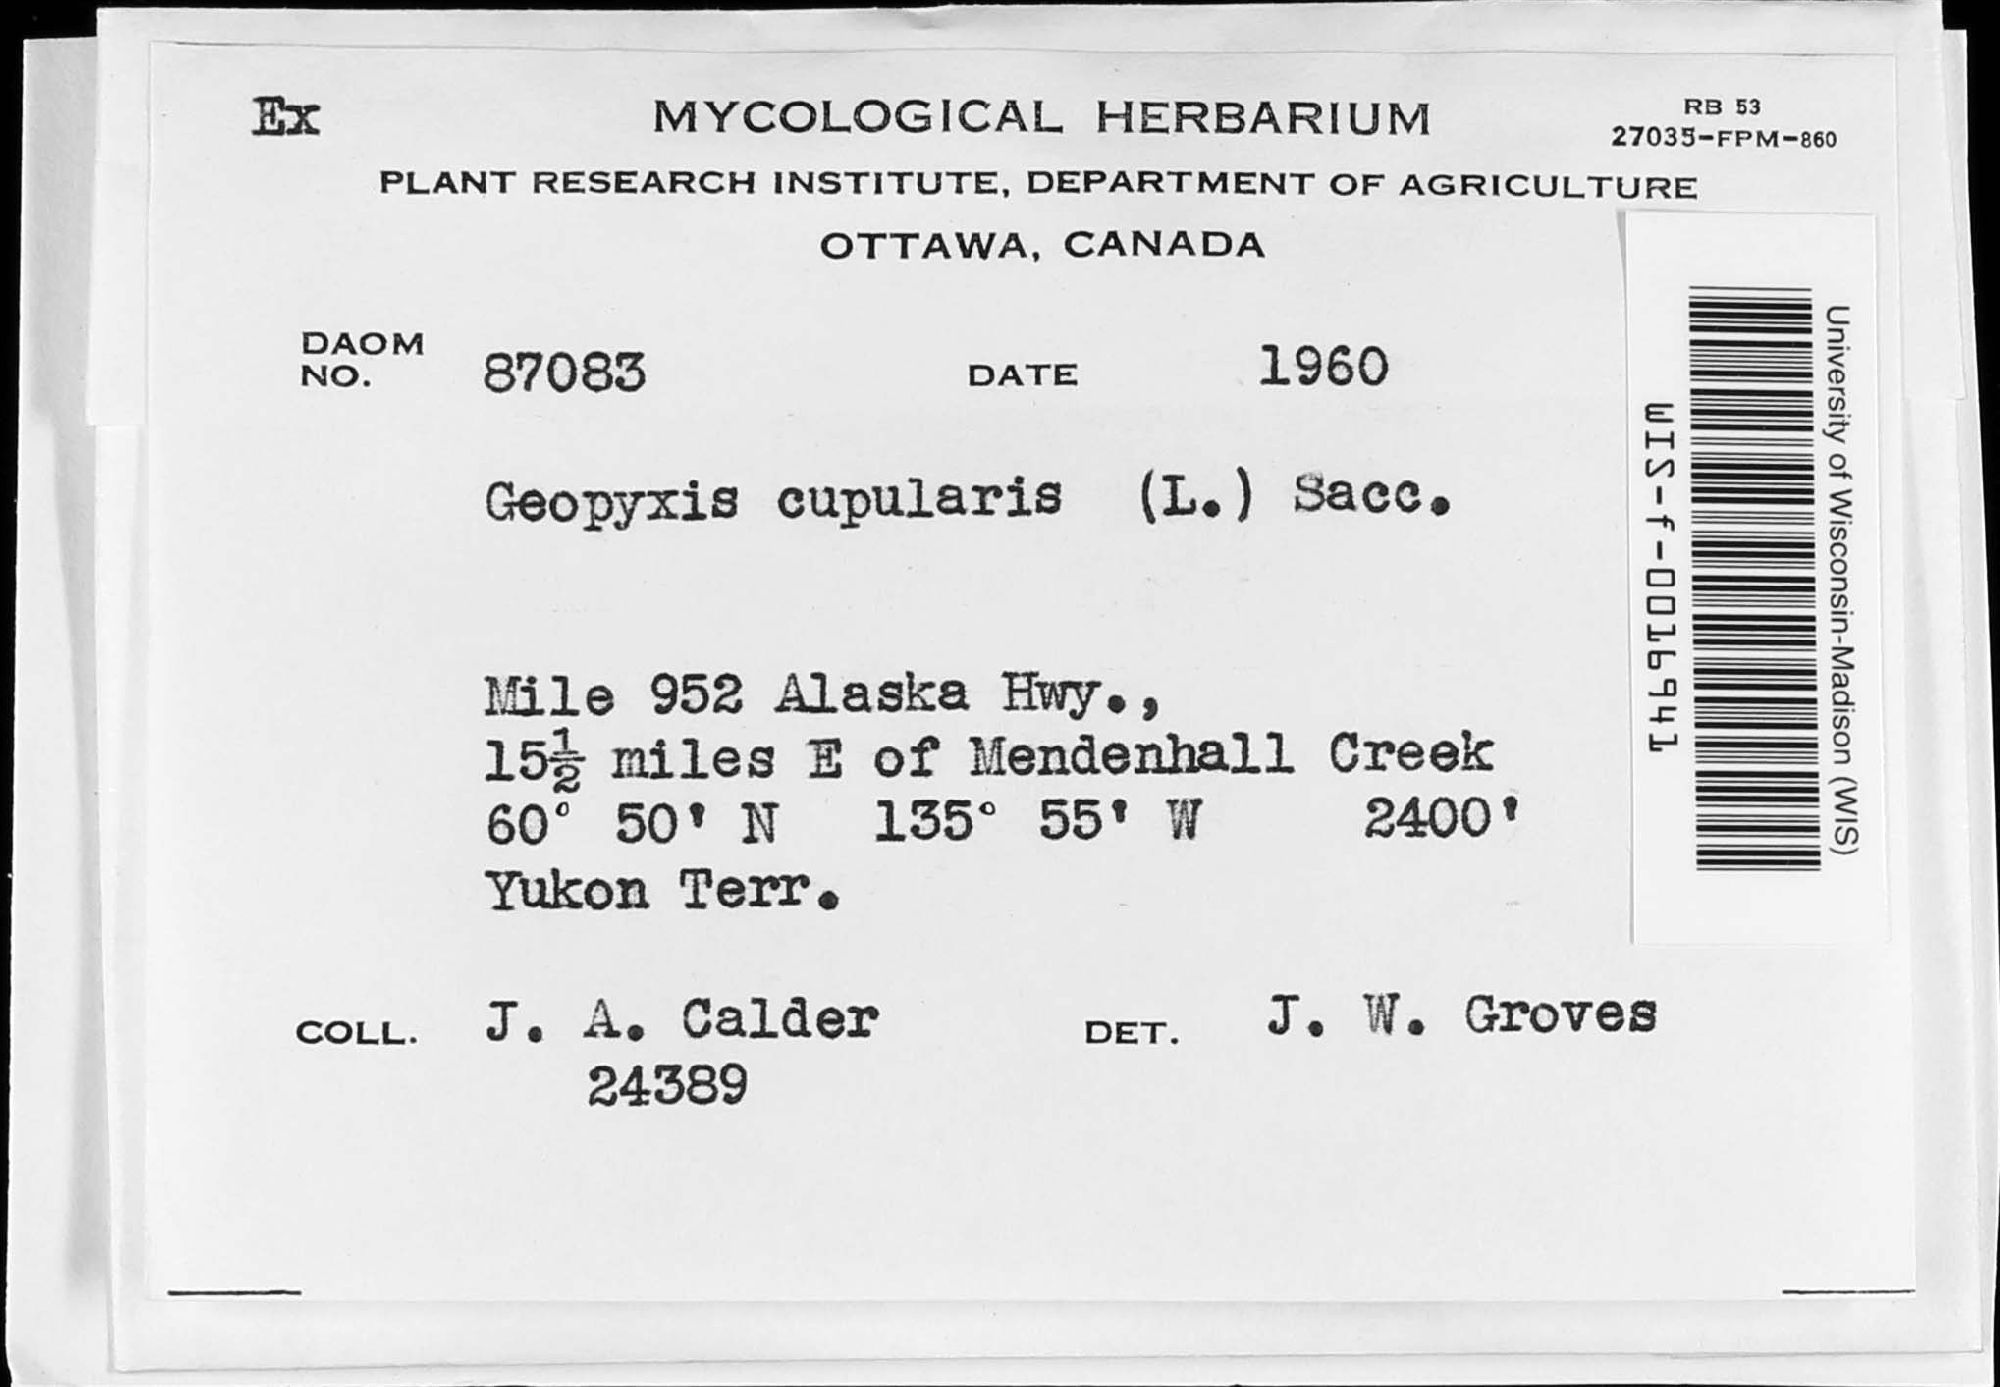 Ex
MYCOLOGICAL HERBARIUM
RB 53
27035-FPM-860
PLANT RESEARCH INSTITUTE, DEPARTMENT OF AGRICULTURE
OTTAWA, CANADA
DAOM
NO. 87083 DATE 1960
Geopyxis cupularis (L.) Sacc.
Mile 952 Alaska Hwy.,
15½ miles E of Mendenhall Creek
60° 50' N 135° 55' W 2400'
Yukon Terr.
COLL. J. A. Calder DET. J. W. Groves
24389
University of Wisconsin-Madison (WIS)
WIS-f-0016941